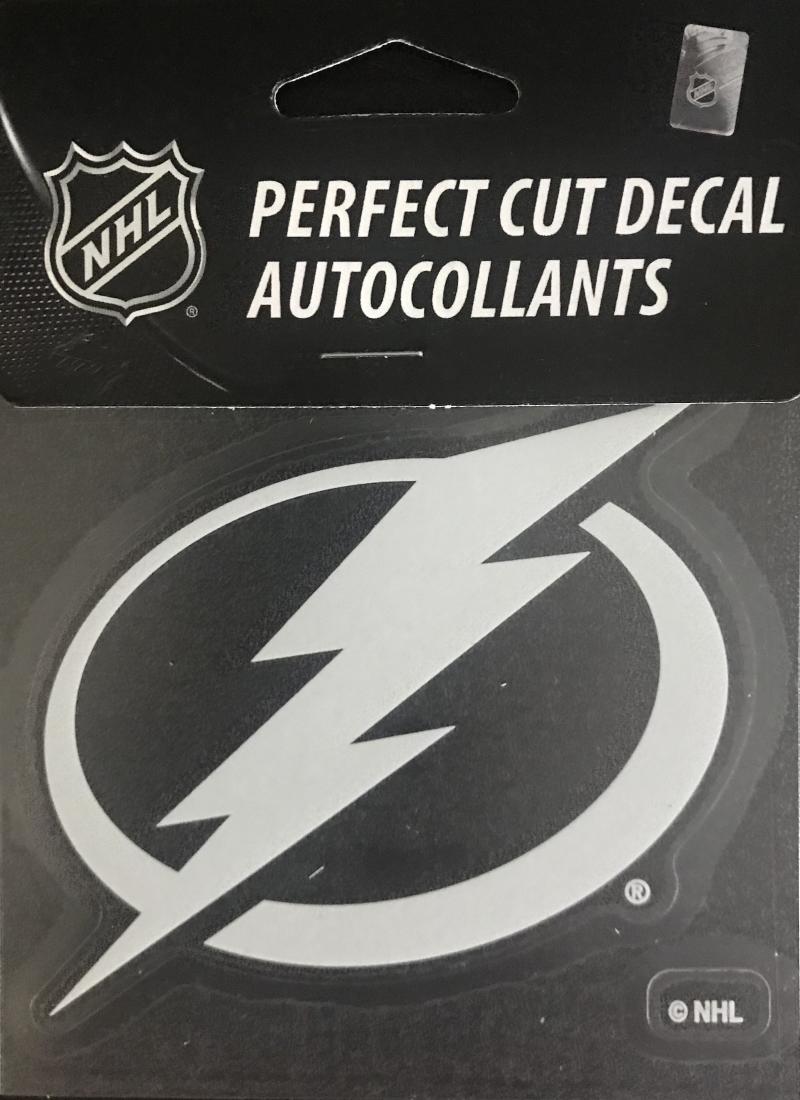 NHL
®
PERFECT CUT DECAL
AUTOCOLLANTS
®
© NHL